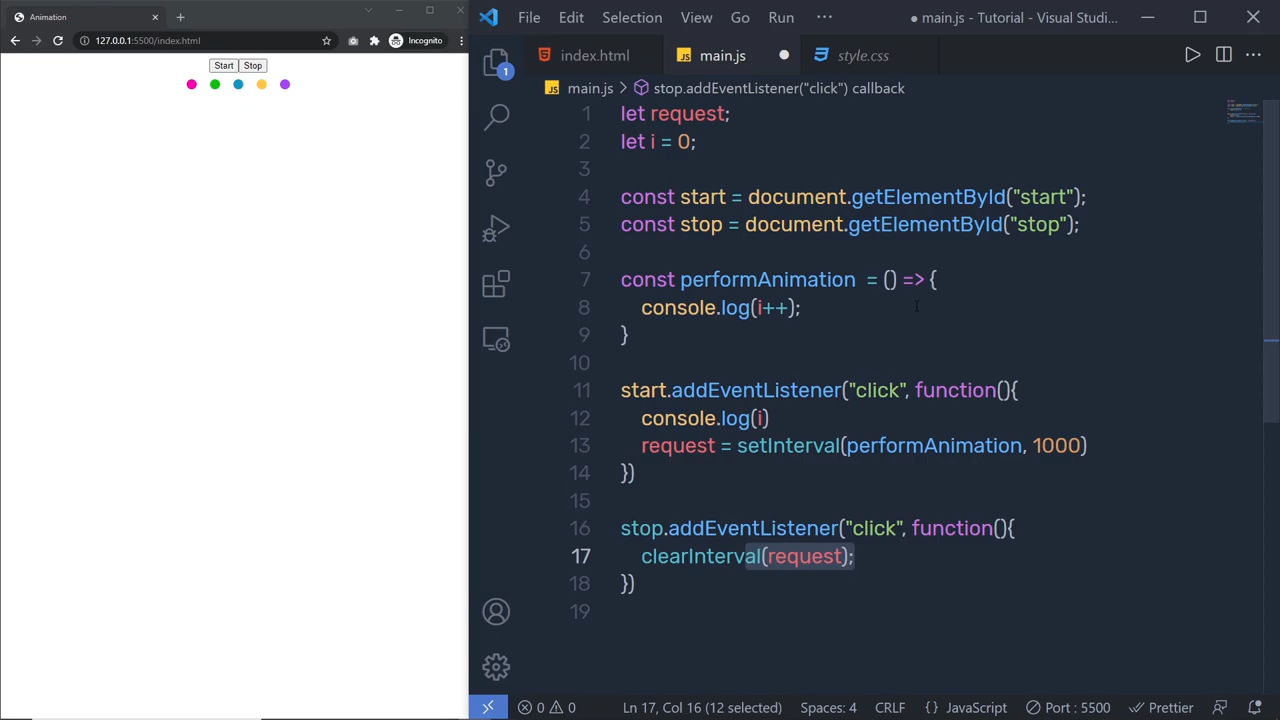 Animation
127.0.0.1:5500/index.html
Incognito
Start Stop
File Edit Selection View Go Run ··· ● main.js - Tutorial - Visual Studi...
index.html JS main.js ● style.css ···
1
JS main.js > stop.addEventListener("click") callback
1 let request;
2 let i = 0;
3
4 const start = document.getElementById("start");
5 const stop = document.getElementById("stop");
6
7 const performAnimation  = () => {
8 console.log(i++);
9 }
10
11 start.addEventListener("click", function(){
12 console.log(i)
13 request = setInterval(performAnimation, 1000)
14 })
15
16 stop.addEventListener("click", function(){
17 clearInterval(request);
18 })
19
0 0 Ln 17, Col 16 (12 selected) Spaces: 4 CRLF {} JavaScript Port : 5500 Prettier